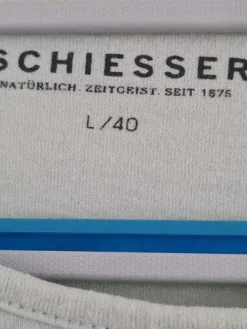 SCHIESSER
NATÜRLICH. ZEITGEIST. SEIT 1875
L/40